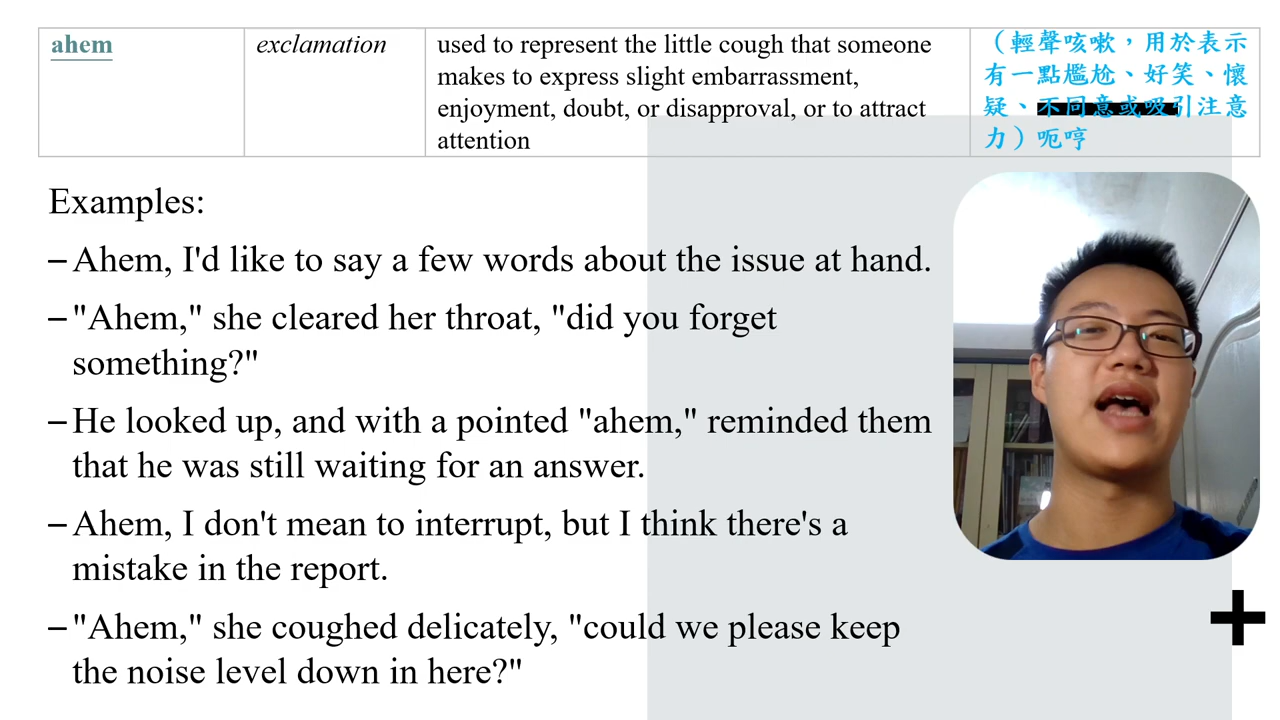 ahem
exclamation
used to represent the little cough that someone
makes to express slight embarrassment,
enjoyment, doubt, or disapproval, or to attract
attention
（輕聲咳嗽，用於表示
有一點尷尬、好笑、懷
疑、不同意或吸引注意
力）呃哼
Examples:
– Ahem, I'd like to say a few words about the issue at hand.
– "Ahem," she cleared her throat, "did you forget
something?"
– He looked up, and with a pointed "ahem," reminded them
that he was still waiting for an answer.
– Ahem, I don't mean to interrupt, but I think there's a
mistake in the report.
– "Ahem," she coughed delicately, "could we please keep
the noise level down in here?"